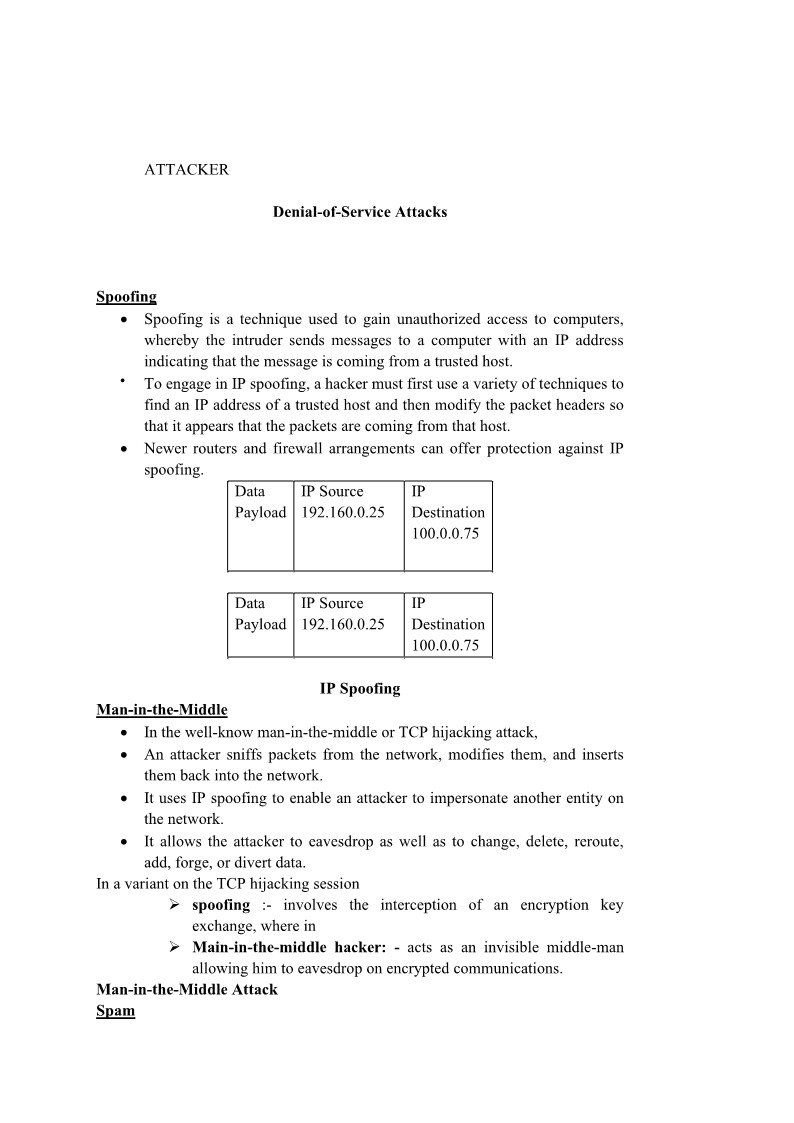 ATTACKER
Denial-of-Service Attacks
Spoofing
• Spoofing is a technique used to gain unauthorized access to computers,
whereby the intruder sends messages to a computer with an IP address
indicating that the message is coming from a trusted host.
• To engage in IP spoofing, a hacker must first use a variety of techniques to
find an IP address of a trusted host and then modify the packet headers so
that it appears that the packets are coming from that host.
• Newer routers and firewall arrangements can offer protection against IP
spoofing.
Data IP Source IP
Payload 192.160.0.25 Destination
100.0.0.75
Data IP Source IP
Payload 192.160.0.25 Destination
100.0.0.75
IP Spoofing
Man-in-the-Middle
• In the well-know man-in-the-middle or TCP hijacking attack,
• An attacker sniffs packets from the network, modifies them, and inserts
them back into the network.
• It uses IP spoofing to enable an attacker to impersonate another entity on
the network.
• It allows the attacker to eavesdrop as well as to change, delete, reroute,
add, forge, or divert data.
In a variant on the TCP hijacking session
➢ spoofing :- involves the interception of an encryption key
exchange, where in
➢ Main-in-the-middle hacker: - acts as an invisible middle-man
allowing him to eavesdrop on encrypted communications.
Man-in-the-Middle Attack
Spam